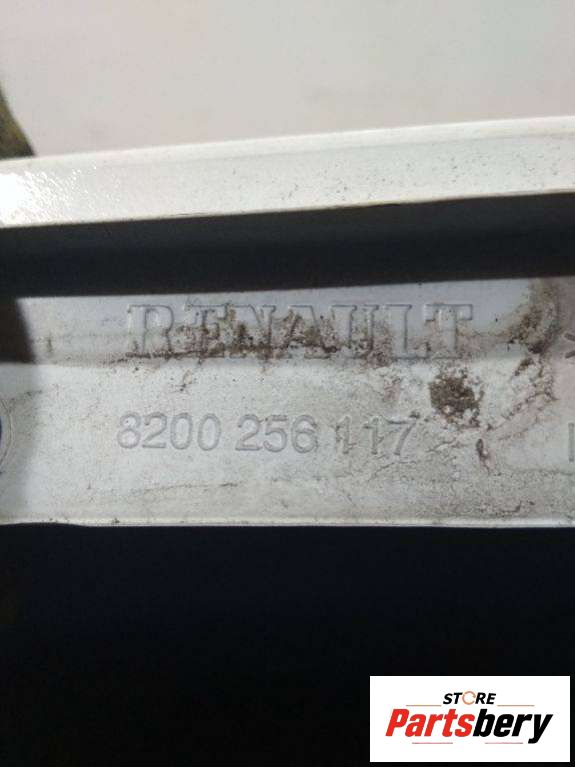 RENAULT
8200 256 117
STORE
Partsbery